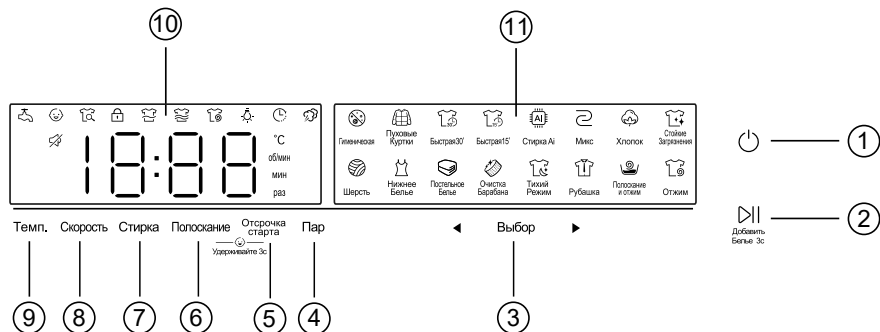 10
11
18:88
°C
об/мин
мин
раз
Гигиеническая
Пуховые
Куртки
Быстрая30'
Быстрая15'
Стирка Ai
AI
Микс
Хлопок
Стойкие
Загрязнения
Шерсть
Нижнее
Белье
Постельное
Белье
Очистка
Барабана
Тихий
Режим
Рубашка
Полоскание
и отжим
Отжим
1
2
Добавить
Белье 3с
Темп.
Скорость
Стирка
Полоскание
Отсрочка
старта
Удерживайте 3с
Пар
Выбор
9
8
7
6
5
4
3